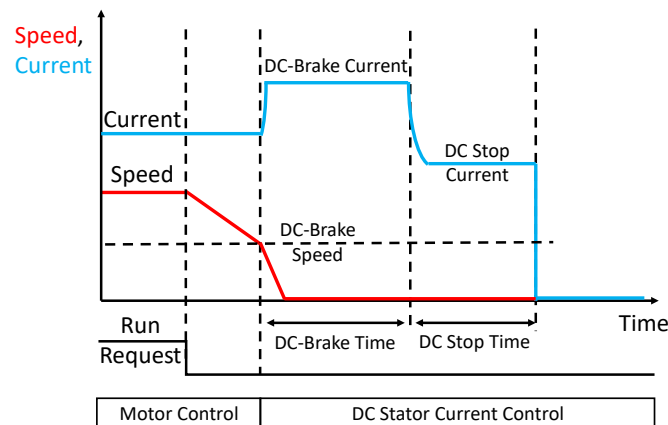 Speed,
Current
DC-Brake Current
Current
DC Stop
Current
Speed
DC-Brake
Speed
Time
Run
Request
DC-Brake Time
DC Stop Time
Motor Control
DC Stator Current Control